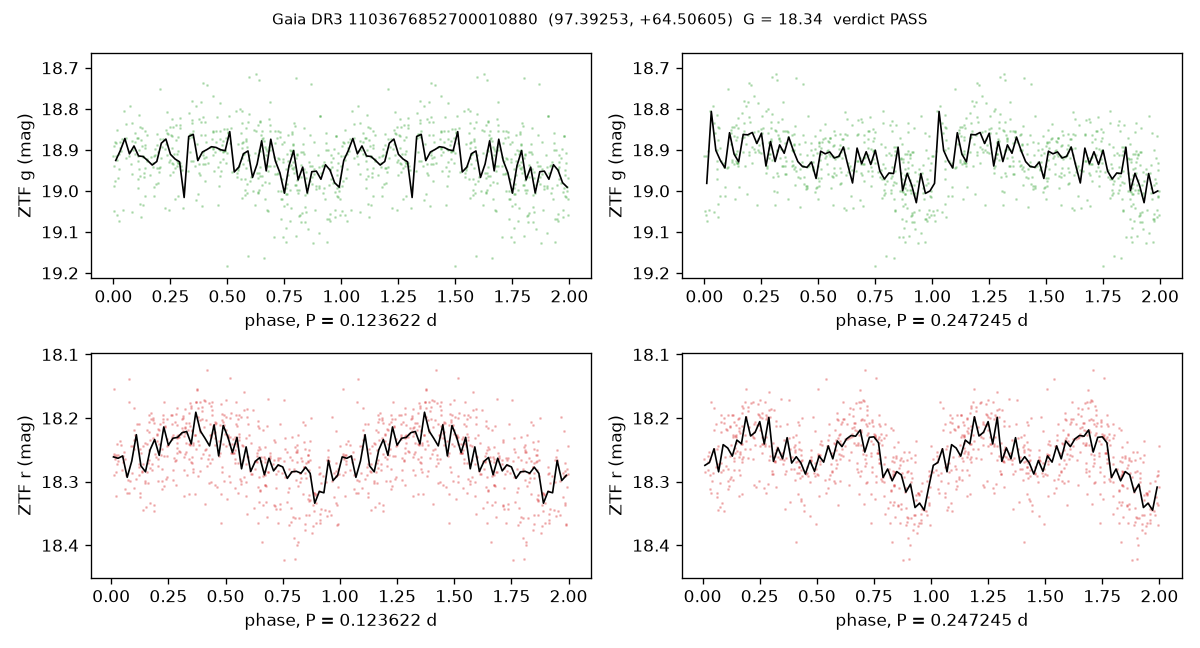 Gaia DR3 1103676852700010880 (97.39253, +64.50605) G = 18.34 verdict PASS
ZTF g (mag)
18.7
18.8
18.9
19.0
19.1
19.2
0.00 0.25 0.50 0.75 1.00 1.25 1.50 1.75 2.00
phase, P = 0.123622 d
ZTF g (mag)
18.7
18.8
18.9
19.0
19.1
19.2
0.00 0.25 0.50 0.75 1.00 1.25 1.50 1.75 2.00
phase, P = 0.247245 d
ZTF r (mag)
18.1
18.2
18.3
18.4
0.00 0.25 0.50 0.75 1.00 1.25 1.50 1.75 2.00
phase, P = 0.123622 d
ZTF r (mag)
18.1
18.2
18.3
18.4
0.00 0.25 0.50 0.75 1.00 1.25 1.50 1.75 2.00
phase, P = 0.247245 d